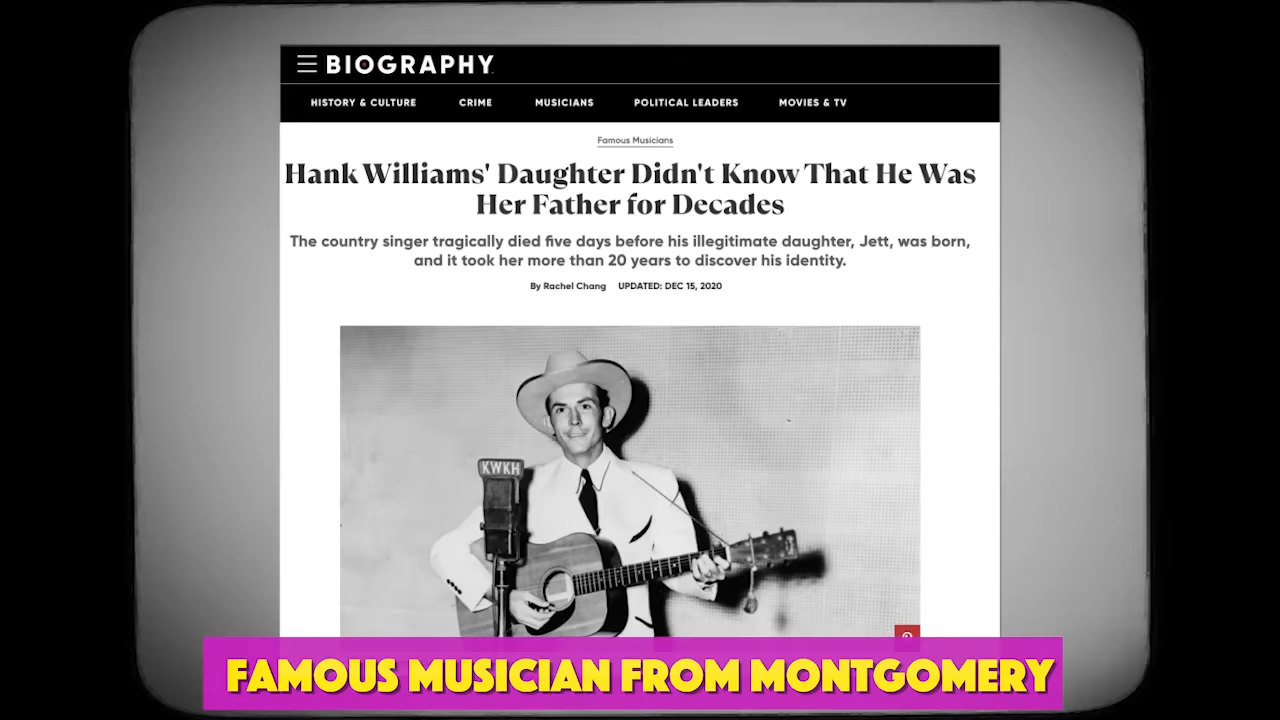 BIOGRAPHY
HISTORY & CULTURE CRIME MUSICIANS POLITICAL LEADERS MOVIES & TV
Famous Musicians
Hank Williams' Daughter Didn't Know That He Was
Her Father for Decades
The country singer tragically died five days before his illegitimate daughter, Jett, was born,
and it took her more than 20 years to discover his identity.
By Rachel Chang UPDATED: DEC 15, 2020
KWKH
FAMOUS MUSICIAN FROM MONTGOMERY